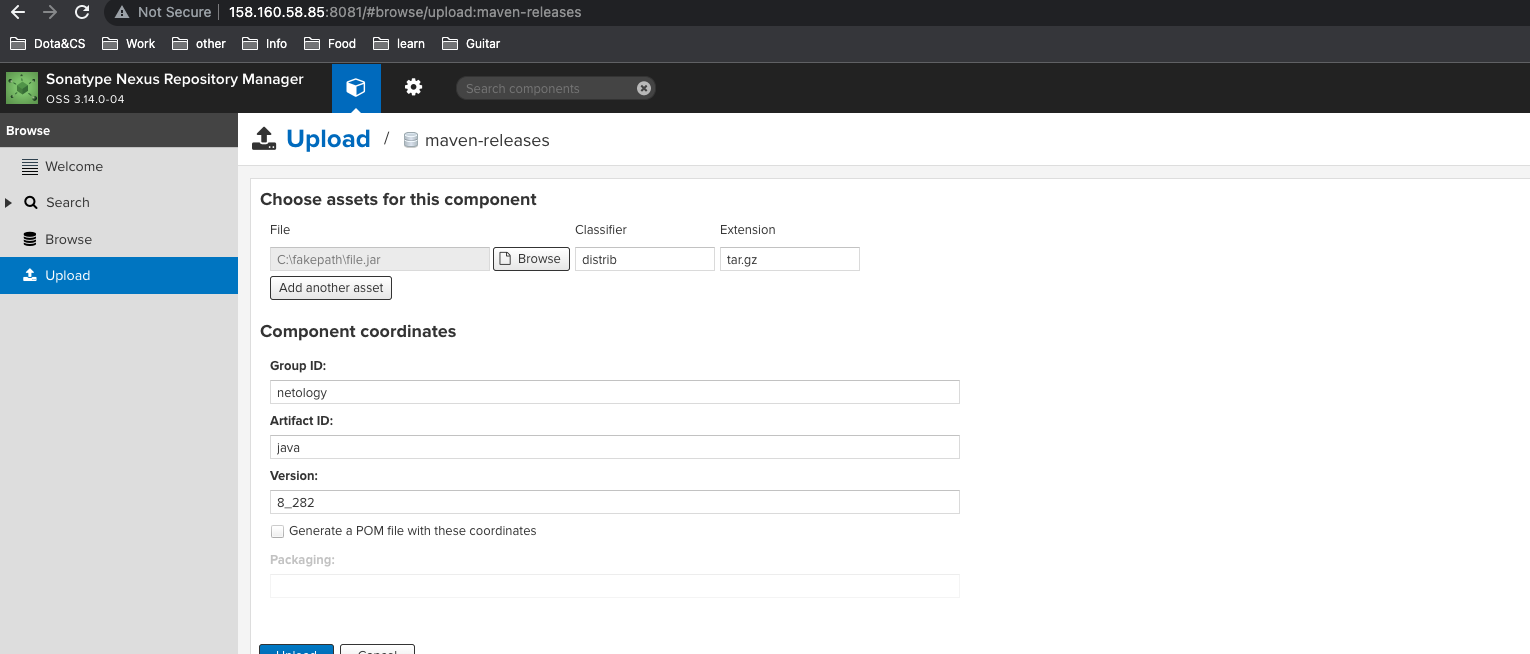 Not Secure 158.160.58.85:8081/#browse/upload:maven-releases
Dota&CS Work other Info Food learn Guitar
Sonatype Nexus Repository Manager
OSS 3.14.0-04
Search components
Browse
Welcome
Search
Browse
Upload
Upload / maven-releases
Choose assets for this component
File Classifier Extension
C:\fakepath\file.jar Browse distrib tar.gz
Add another asset
Component coordinates
Group ID:
netology
Artifact ID:
java
Version:
8_282
Generate a POM file with these coordinates
Packaging:
Upload Cancel